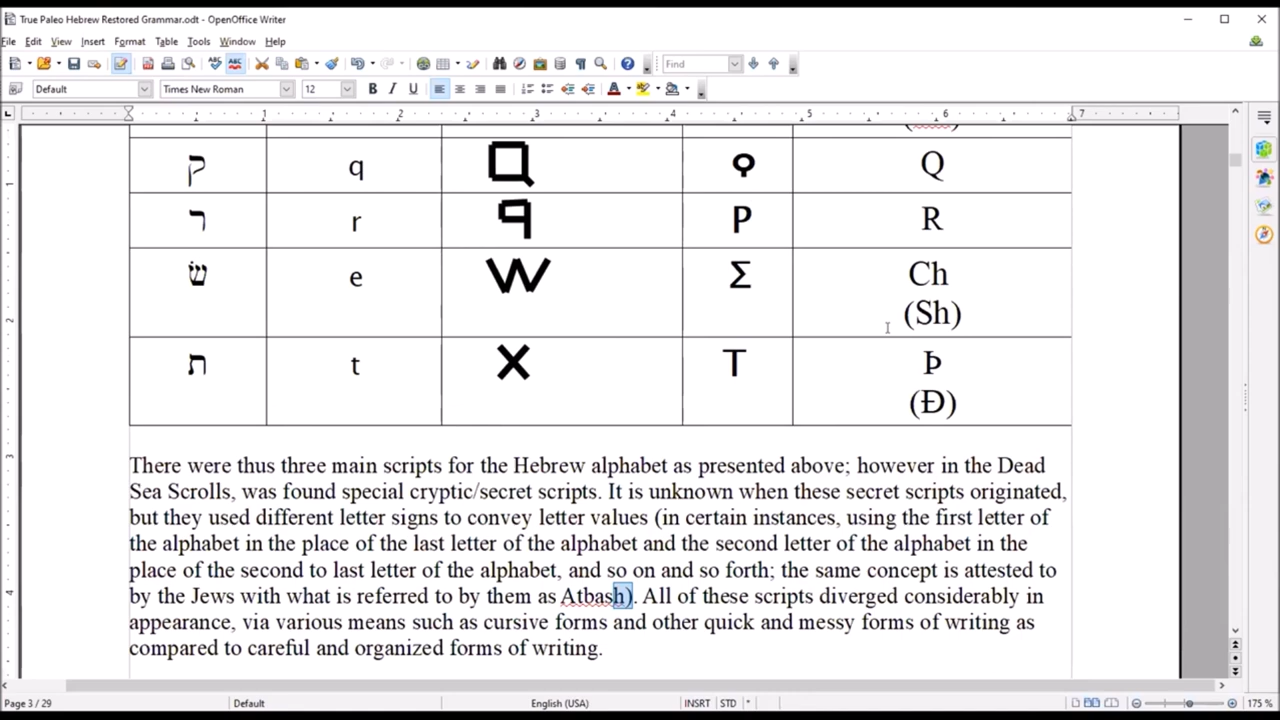 True Paleo Hebrew Restored Grammar.odt - OpenOffice Writer
File Edit View Insert Format Table Tools Window Help
Find
Default Times New Roman 12 B I U
1 2 3 4 5 6 7
ק q ϙ Q
ר r Ρ R
שׂ e Σ Ch
(Sh)
ת t Τ Þ
(Đ)
There were thus three main scripts for the Hebrew alphabet as presented above; however in the Dead
Sea Scrolls, was found special cryptic/secret scripts. It is unknown when these secret scripts originated,
but they used different letter signs to convey letter values (in certain instances, using the first letter of
the alphabet in the place of the last letter of the alphabet and the second letter of the alphabet in the
place of the second to last letter of the alphabet, and so on and so forth; the same concept is attested to
by the Jews with what is referred to by them as Atbash). All of these scripts diverged considerably in
appearance, via various means such as cursive forms and other quick and messy forms of writing as
compared to careful and organized forms of writing.
Page 3 / 29 Default English (USA) INSRT STD * 175 %